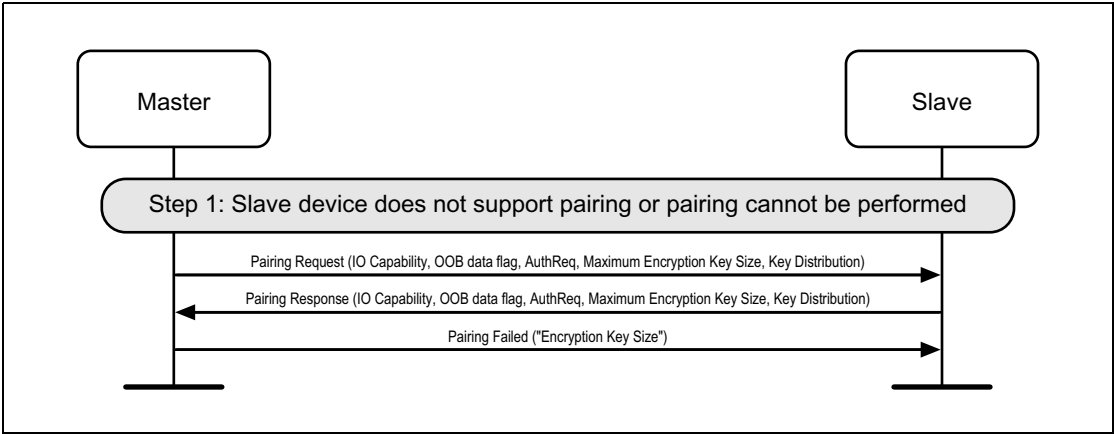 Master
Slave
Step 1: Slave device does not support pairing or pairing cannot be performed
Pairing Request (IO Capability, OOB data flag, AuthReq, Maximum Encryption Key Size, Key Distribution)
Pairing Response (IO Capability, OOB data flag, AuthReq, Maximum Encryption Key Size, Key Distribution)
Pairing Failed ("Encryption Key Size")